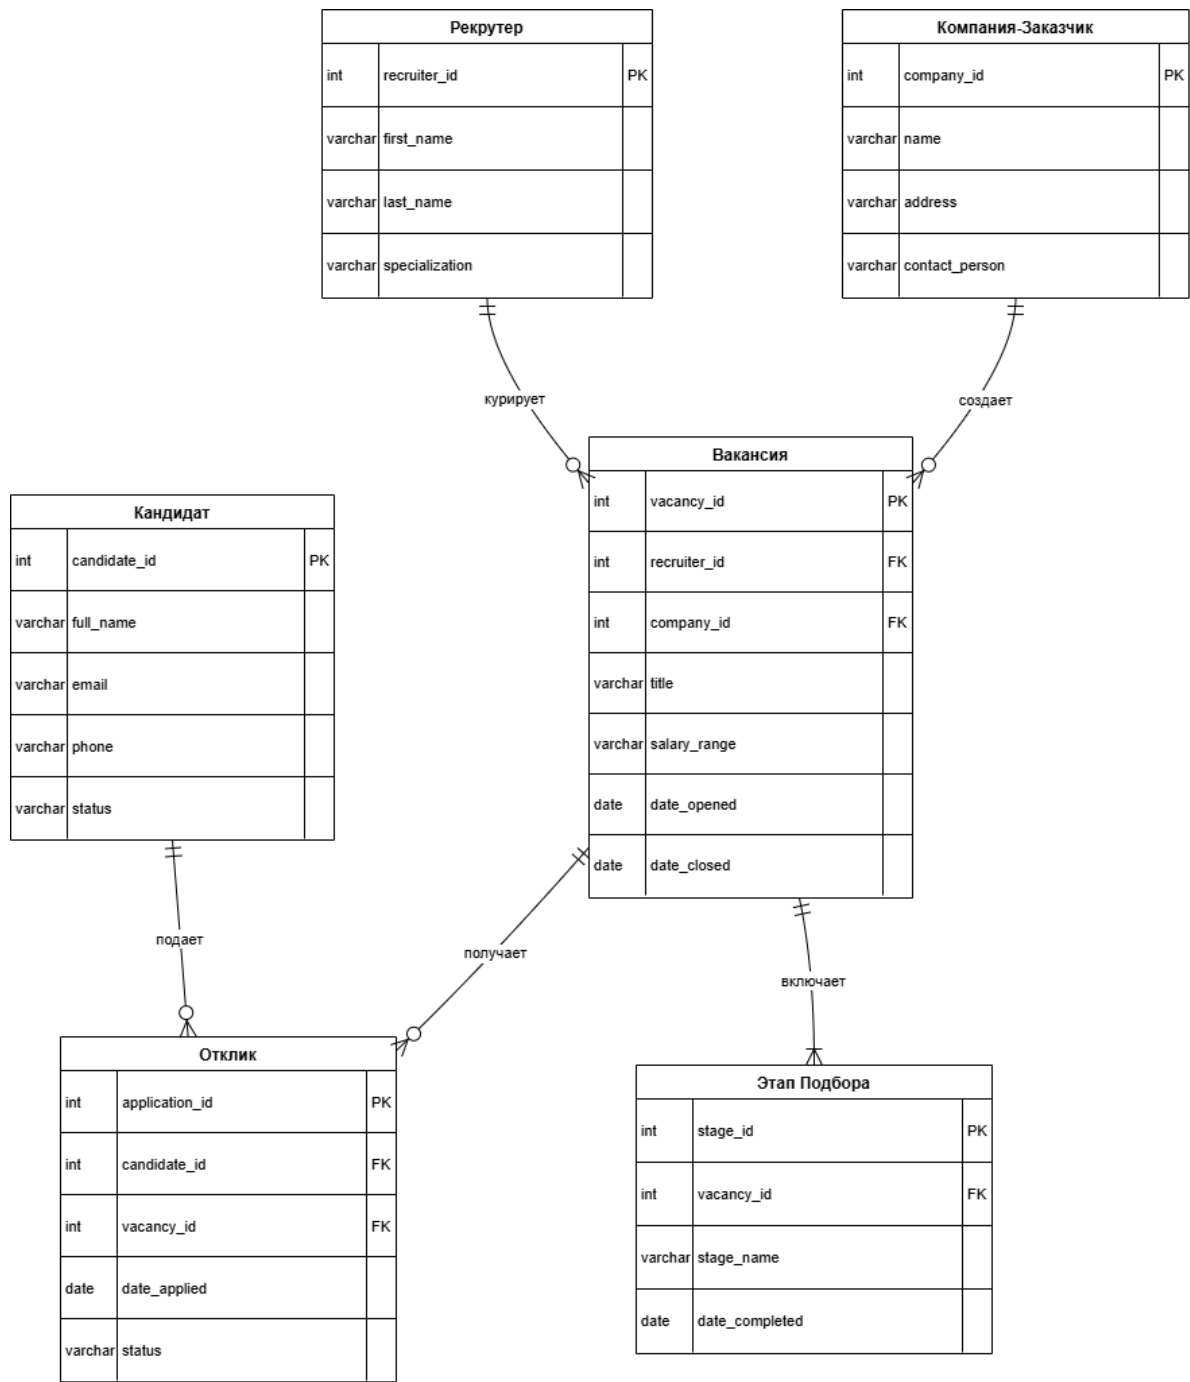 Рекрутер
int recruiter_id PK
varchar first_name
varchar last_name
varchar specialization
Компания-Заказчик
int company_id PK
varchar name
varchar address
varchar contact_person
курирует
создает
Вакансия
int vacancy_id PK
int recruiter_id FK
int company_id FK
varchar title
varchar salary_range
date date_opened
date date_closed
Кандидат
int candidate_id PK
varchar full_name
varchar email
varchar phone
varchar status
подает
получает
включает
Отклик
int application_id PK
int candidate_id FK
int vacancy_id FK
date date_applied
varchar status
Этап Подбора
int stage_id PK
int vacancy_id FK
varchar stage_name
date date_completed